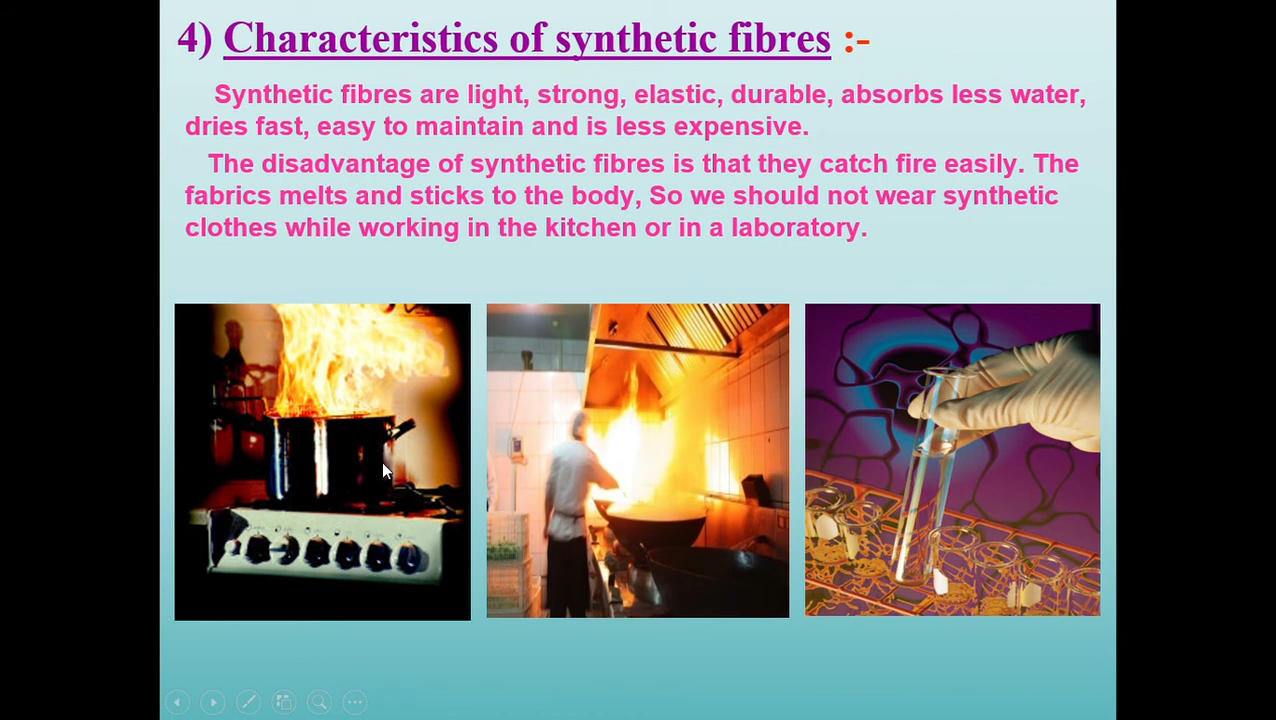 4) Characteristics of synthetic fibres :-
Synthetic fibres are light, strong, elastic, durable, absorbs less water,
dries fast, easy to maintain and is less expensive.
The disadvantage of synthetic fibres is that they catch fire easily. The
fabrics melts and sticks to the body, So we should not wear synthetic
clothes while working in the kitchen or in a laboratory.